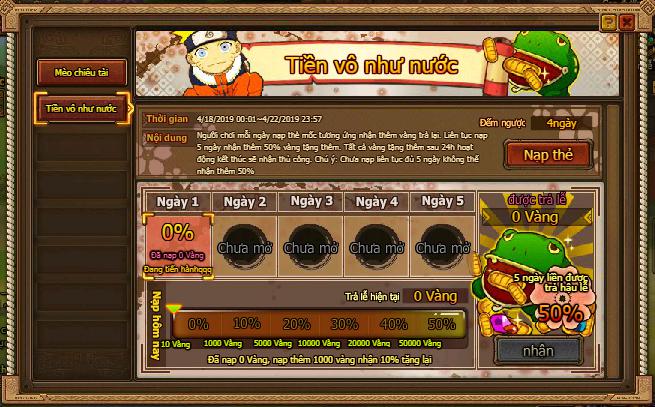 Mèo chiêu tài
Tiền vô như nước
Tiền vô như nước
Thời gian 4/18/2019 00:01~4/22/2019 23:57
Đếm ngược 4ngày
Nội dung Người chơi mỗi ngày nạp thẻ mốc tương ứng nhận thêm vàng trả lại. Liên tục nạp
5 ngày nhận thêm 50% vàng tặng thêm. Tất cả vàng tặng thêm sau 24h hoạt
động kết thúc sẽ nhận thủ công. Chú ý: Chưa nạp liên tục đủ 5 ngày không thể
nhận thêm 50%
Nạp thẻ
Ngày 1 Ngày 2 Ngày 3 Ngày 4 Ngày 5
0%
Đã nạp 0 Vàng
Đang tiến hànhqqq
Chưa mở Chưa mở Chưa mở Chưa mở
được trả lễ
0 Vàng
5 ngày liền được
trả hậu lễ
50%
nhận
Nạp hôm nay
Trả lễ hiện tại 0 Vàng
0% 10% 20% 30% 40% 50%
10 Vàng 1000 Vàng 5000 Vàng 10000 Vàng 20000 Vàng 50000 Vàng
Đã nạp 0 Vàng, nạp thêm 1000 vàng nhận 10% tặng lại